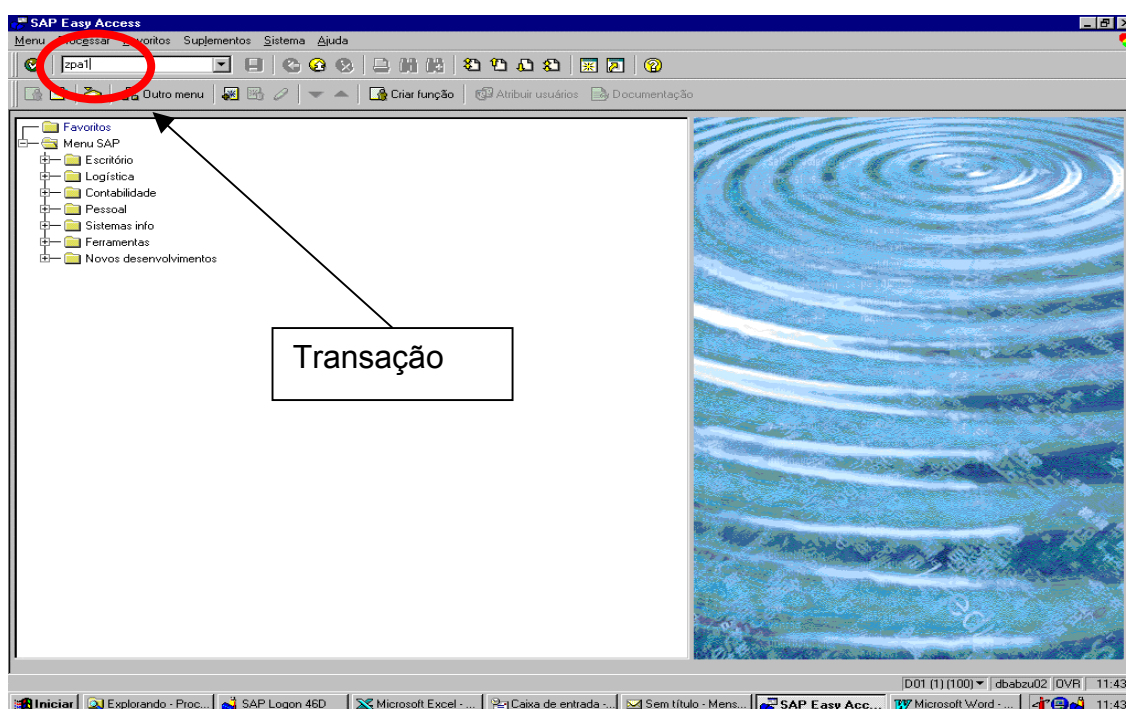 SAP Easy Access
Menu Processar Favoritos Suplementos Sistema Ajuda
zpa1
Outro menu Criar função Atribuir usuários Documentação
Favoritos
Menu SAP
Escritório
Logística
Contabilidade
Pessoal
Sistemas info
Ferramentas
Novos desenvolvimentos
Transação
D01 (1) (100) dbabzu02 OVR 11:43
Iniciar Explorando - Proc... SAP Logon 46D Microsoft Excel - ... Caixa de entrada -... Sem título - Mens... SAP Easy Acc... Microsoft Word - ... 11:43